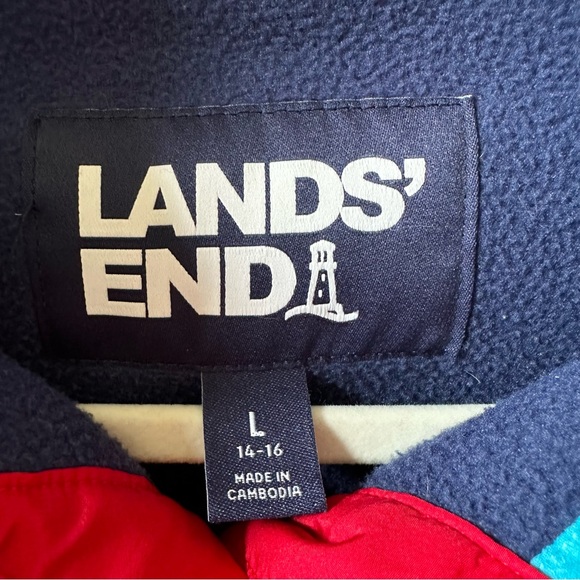 LANDS'
END
L
14-16
MADE IN
CAMBODIA